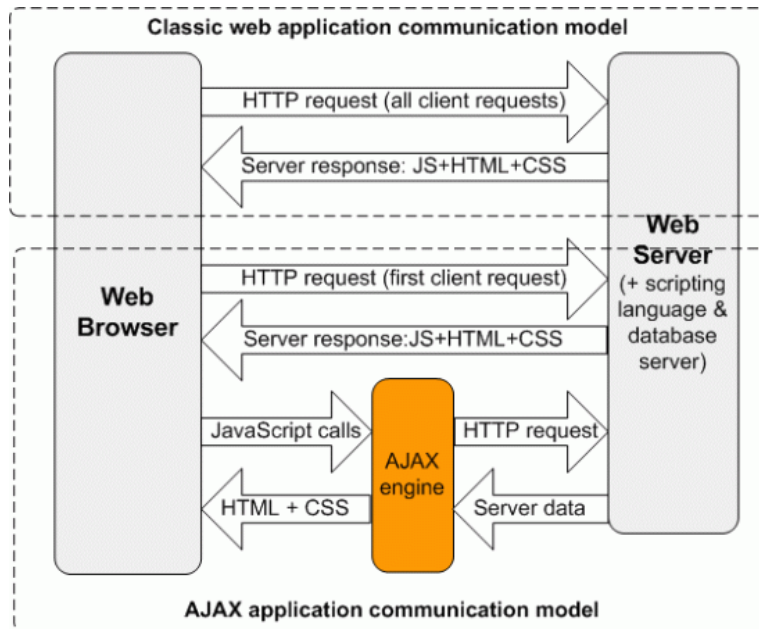 Classic web application communication model
HTTP request (all client requests)
Server response: JS+HTML+CSS
Web
Server
(+ scripting
language &
database
server)
Web
Browser
HTTP request (first client request)
Server response:JS+HTML+CSS
JavaScript calls
AJAX
engine
HTTP request
HTML + CSS
Server data
AJAX application communication model